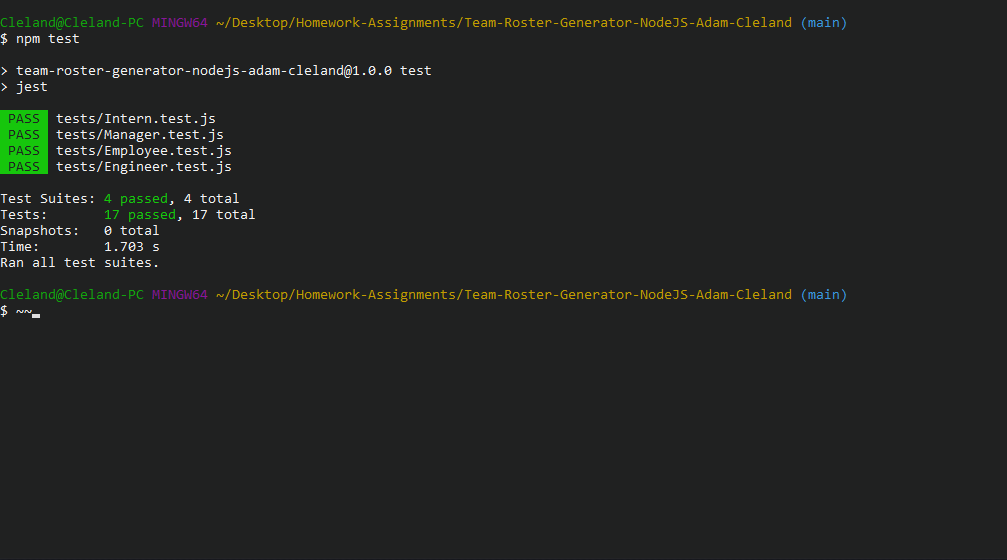 Cleland@Cleland-PC MINGW64 ~/Desktop/Homework-Assignments/Team-Roster-Generator-NodeJS-Adam-Cleland (main)
$ npm test
> team-roster-generator-nodejs-adam-cleland@1.0.0 test
> jest
PASS tests/Intern.test.js
PASS tests/Manager.test.js
PASS tests/Employee.test.js
PASS tests/Engineer.test.js
Test Suites: 4 passed, 4 total
Tests:       17 passed, 17 total
Snapshots:   0 total
Time:        1.703 s
Ran all test suites.
Cleland@Cleland-PC MINGW64 ~/Desktop/Homework-Assignments/Team-Roster-Generator-NodeJS-Adam-Cleland (main)
$ ~~